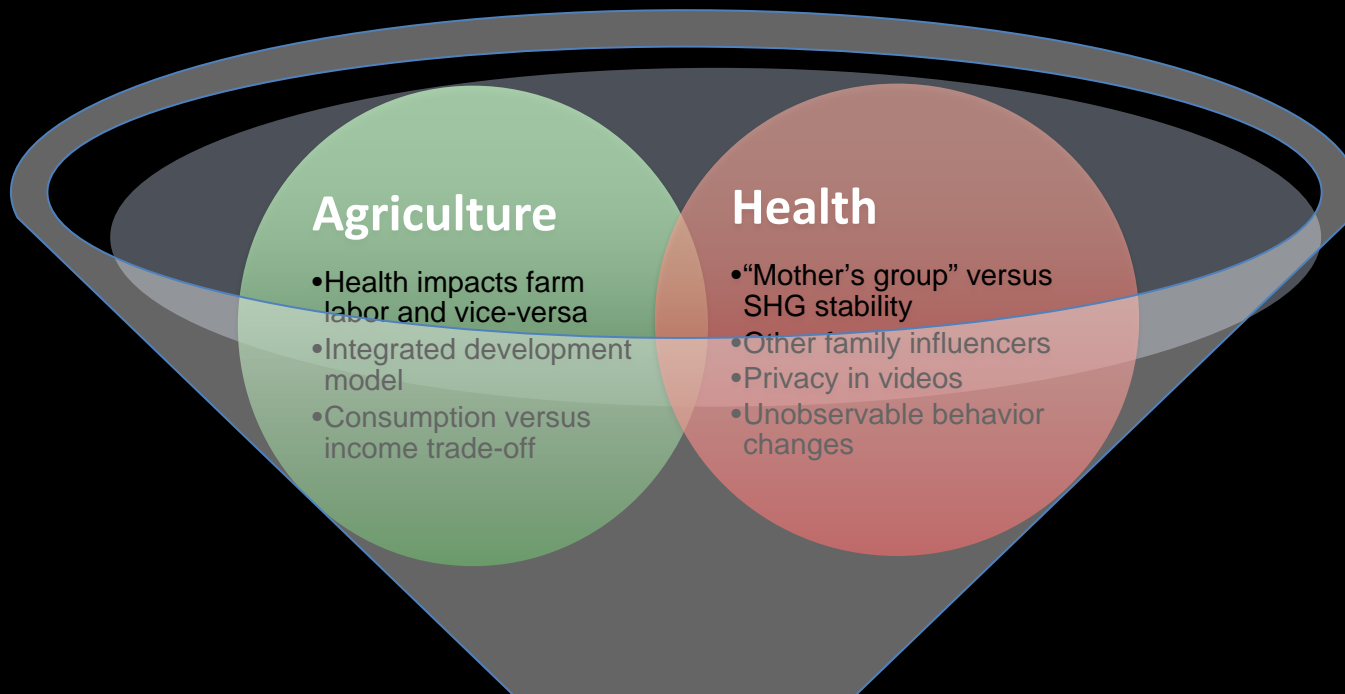 Agriculture
•Health impacts farm
labor and vice-versa
•Integrated development
model
•Consumption versus
income trade-off
Health
•“Mother’s group” versus
SHG stability
•Other family influencers
•Privacy in videos
•Unobservable behavior
changes